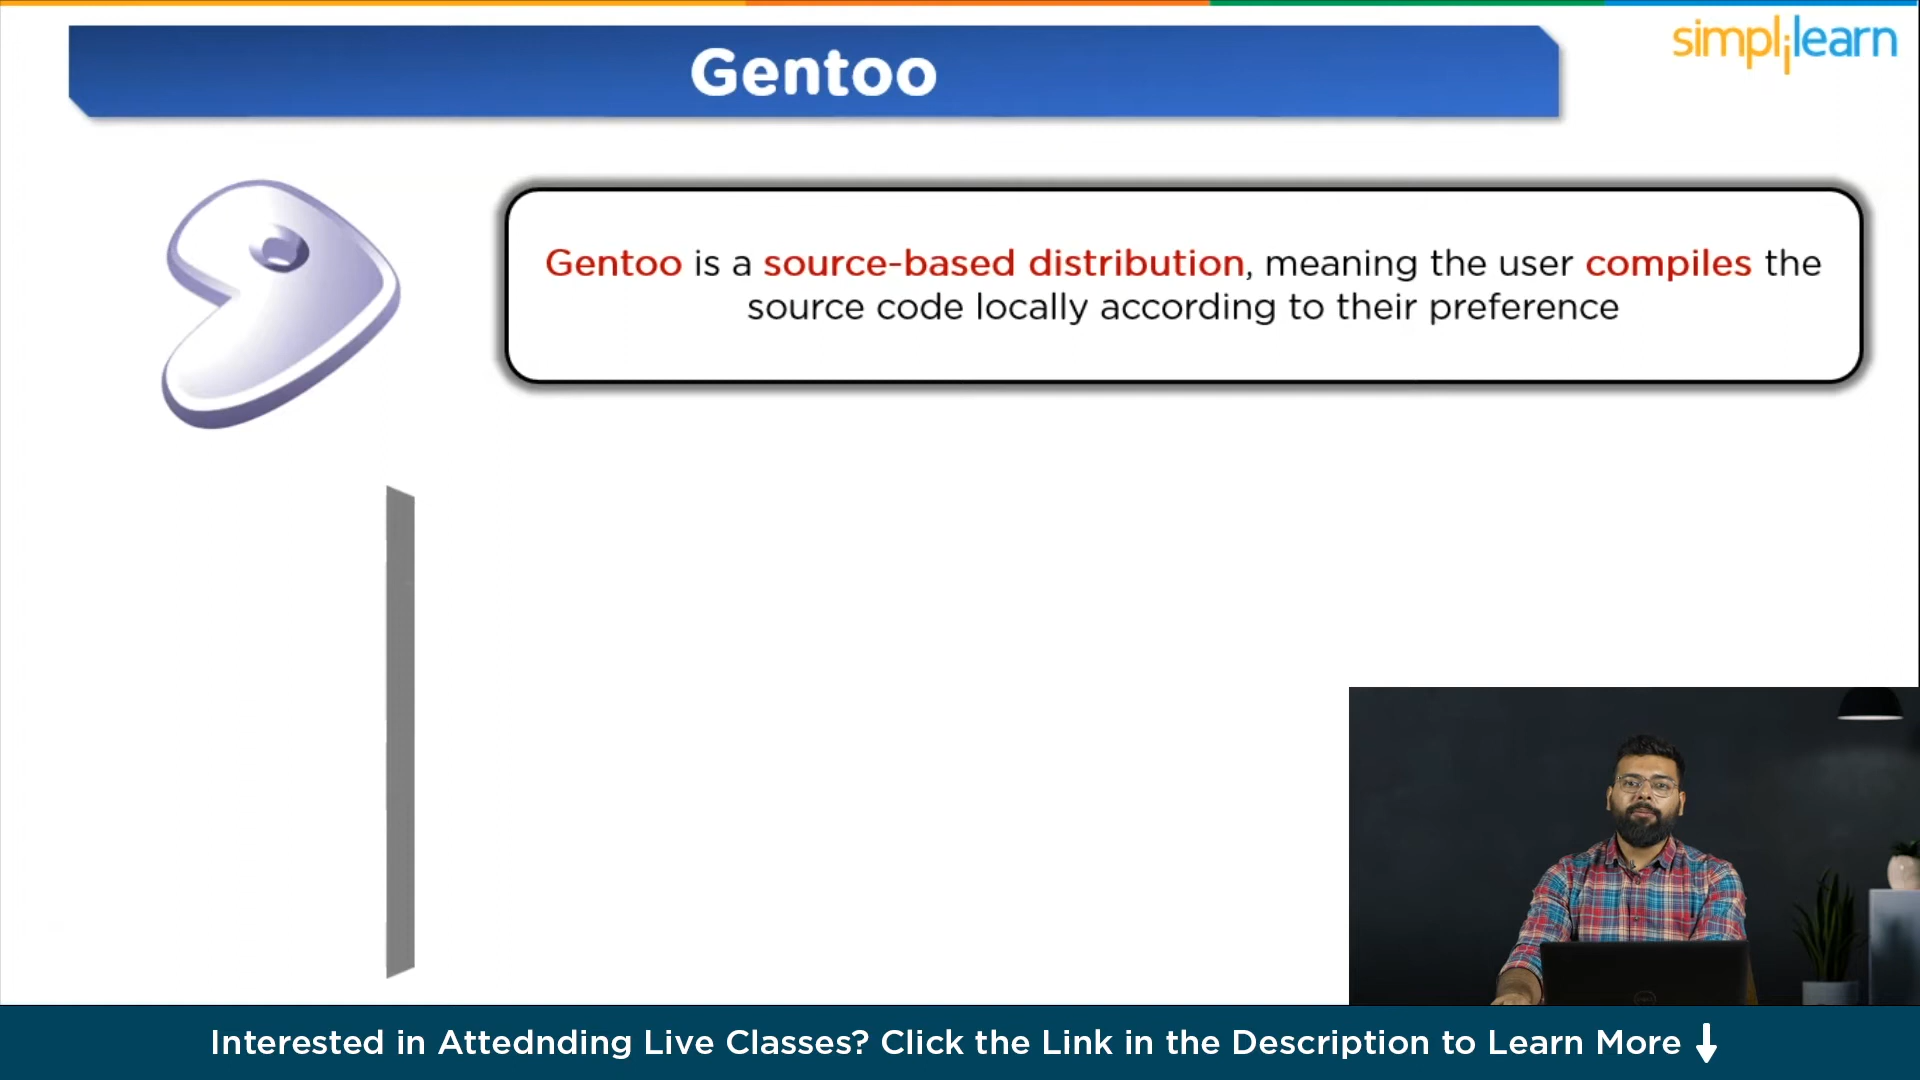 Gentoo
simplilearn
Gentoo is a source-based distribution, meaning the user compiles the
source code locally according to their preference
Interested in Attednding Live Classes? Click the Link in the Description to Learn More